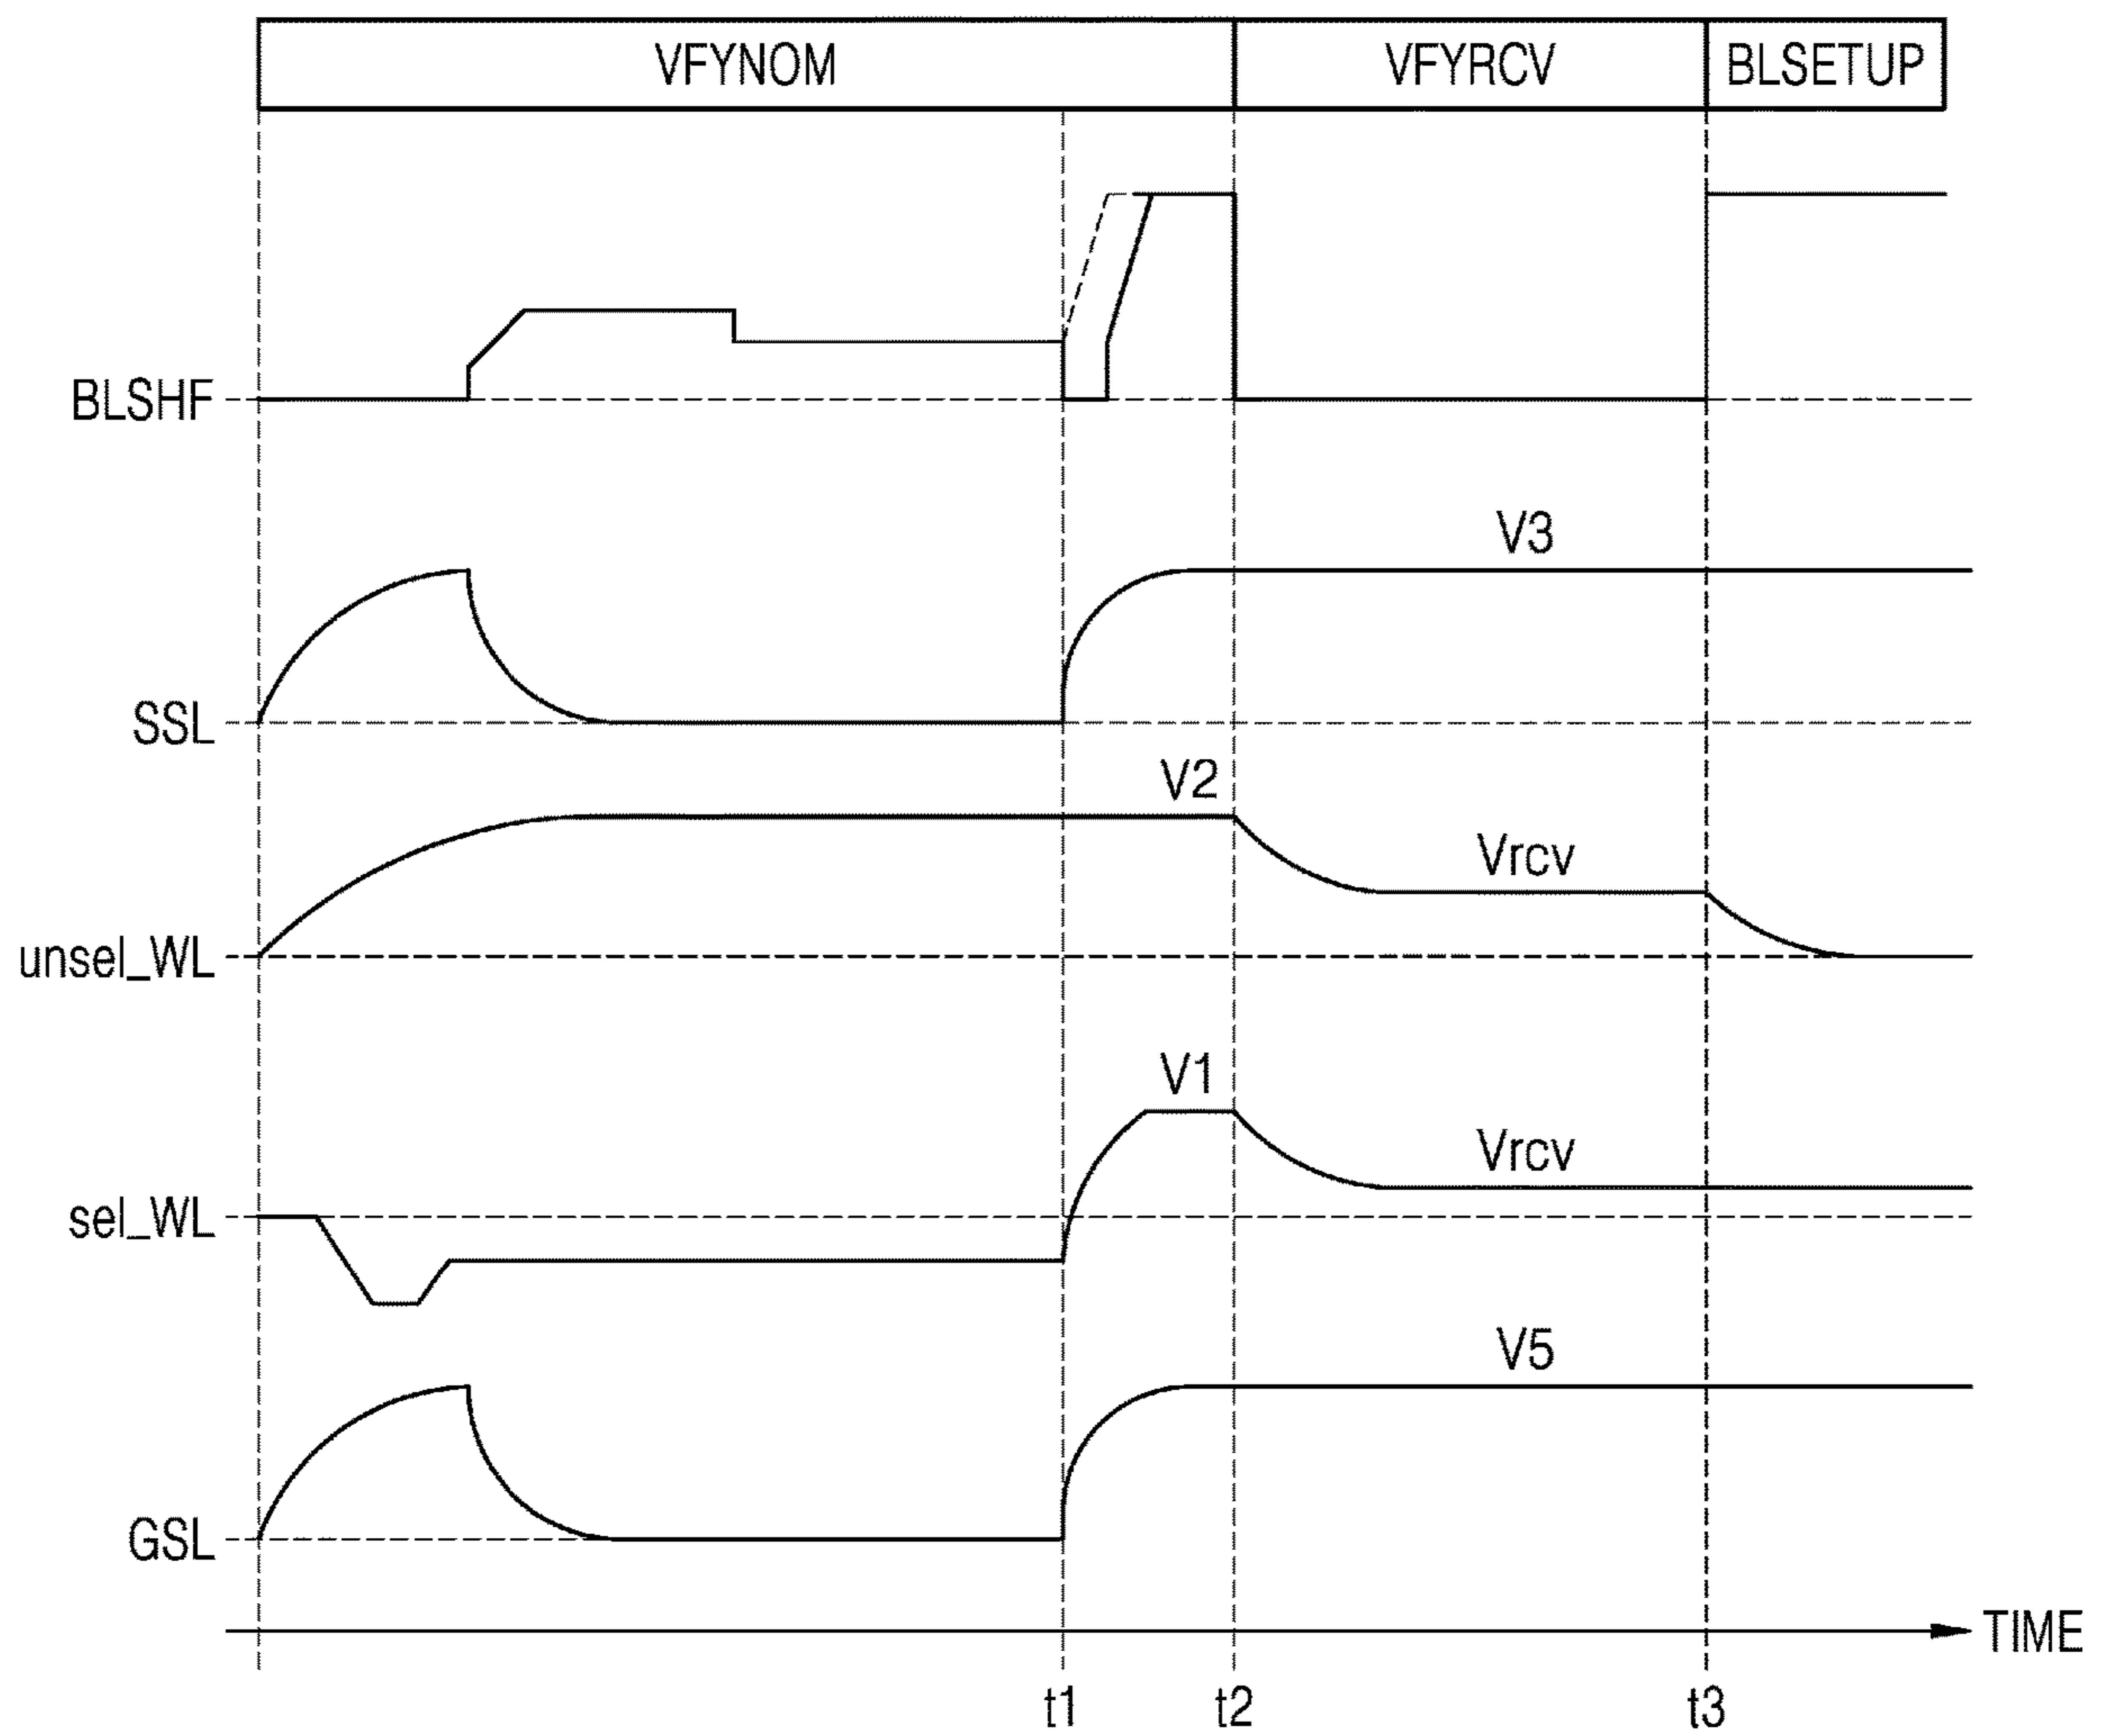 VFYNOM VFYRCV BLSETUP
BLSHF
V3
SSL
V2
Vrcv
unsel_WL
V1
Vrcv
sel_WL
V5
GSL
TIME
t1 t2 t3